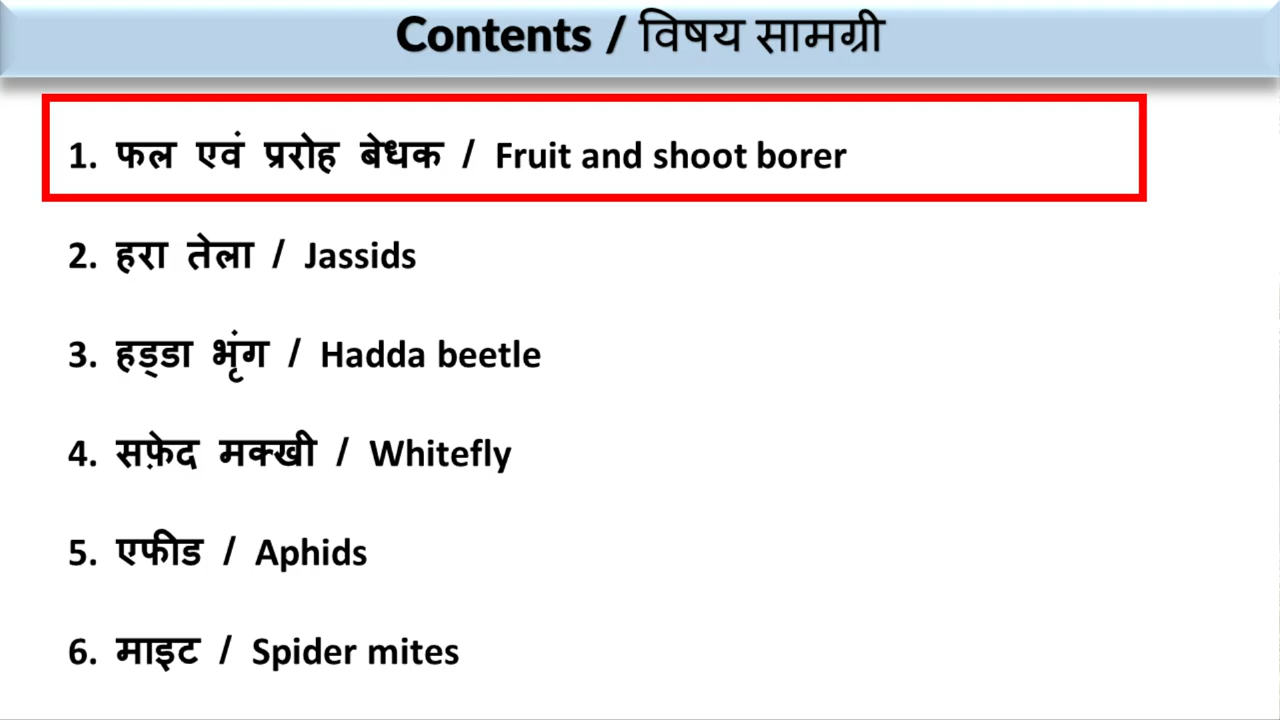 Contents / विषय सामग्री
1. फल एवं प्ररोह बेधक / Fruit and shoot borer
2. हरा तेला / Jassids
3. हड्डा भृंग / Hadda beetle
4. सफ़ेद मक्खी / Whitefly
5. एफीड / Aphids
6. माइट / Spider mites